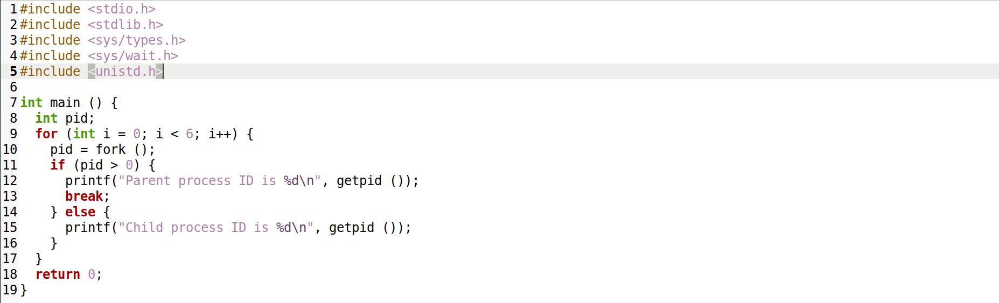 1 #include <stdio.h>
2 #include <stdlib.h>
3 #include <sys/types.h>
4 #include <sys/wait.h>
5 #include <unistd.h>
6
7 int main () {
8   int pid;
9   for (int i = 0; i < 6; i++) {
10     pid = fork ();
11     if (pid > 0) {
12       printf("Parent process ID is %d\n", getpid ());
13       break;
14     } else {
15       printf("Child process ID is %d\n", getpid ());
16     }
17   }
18   return 0;
19 }